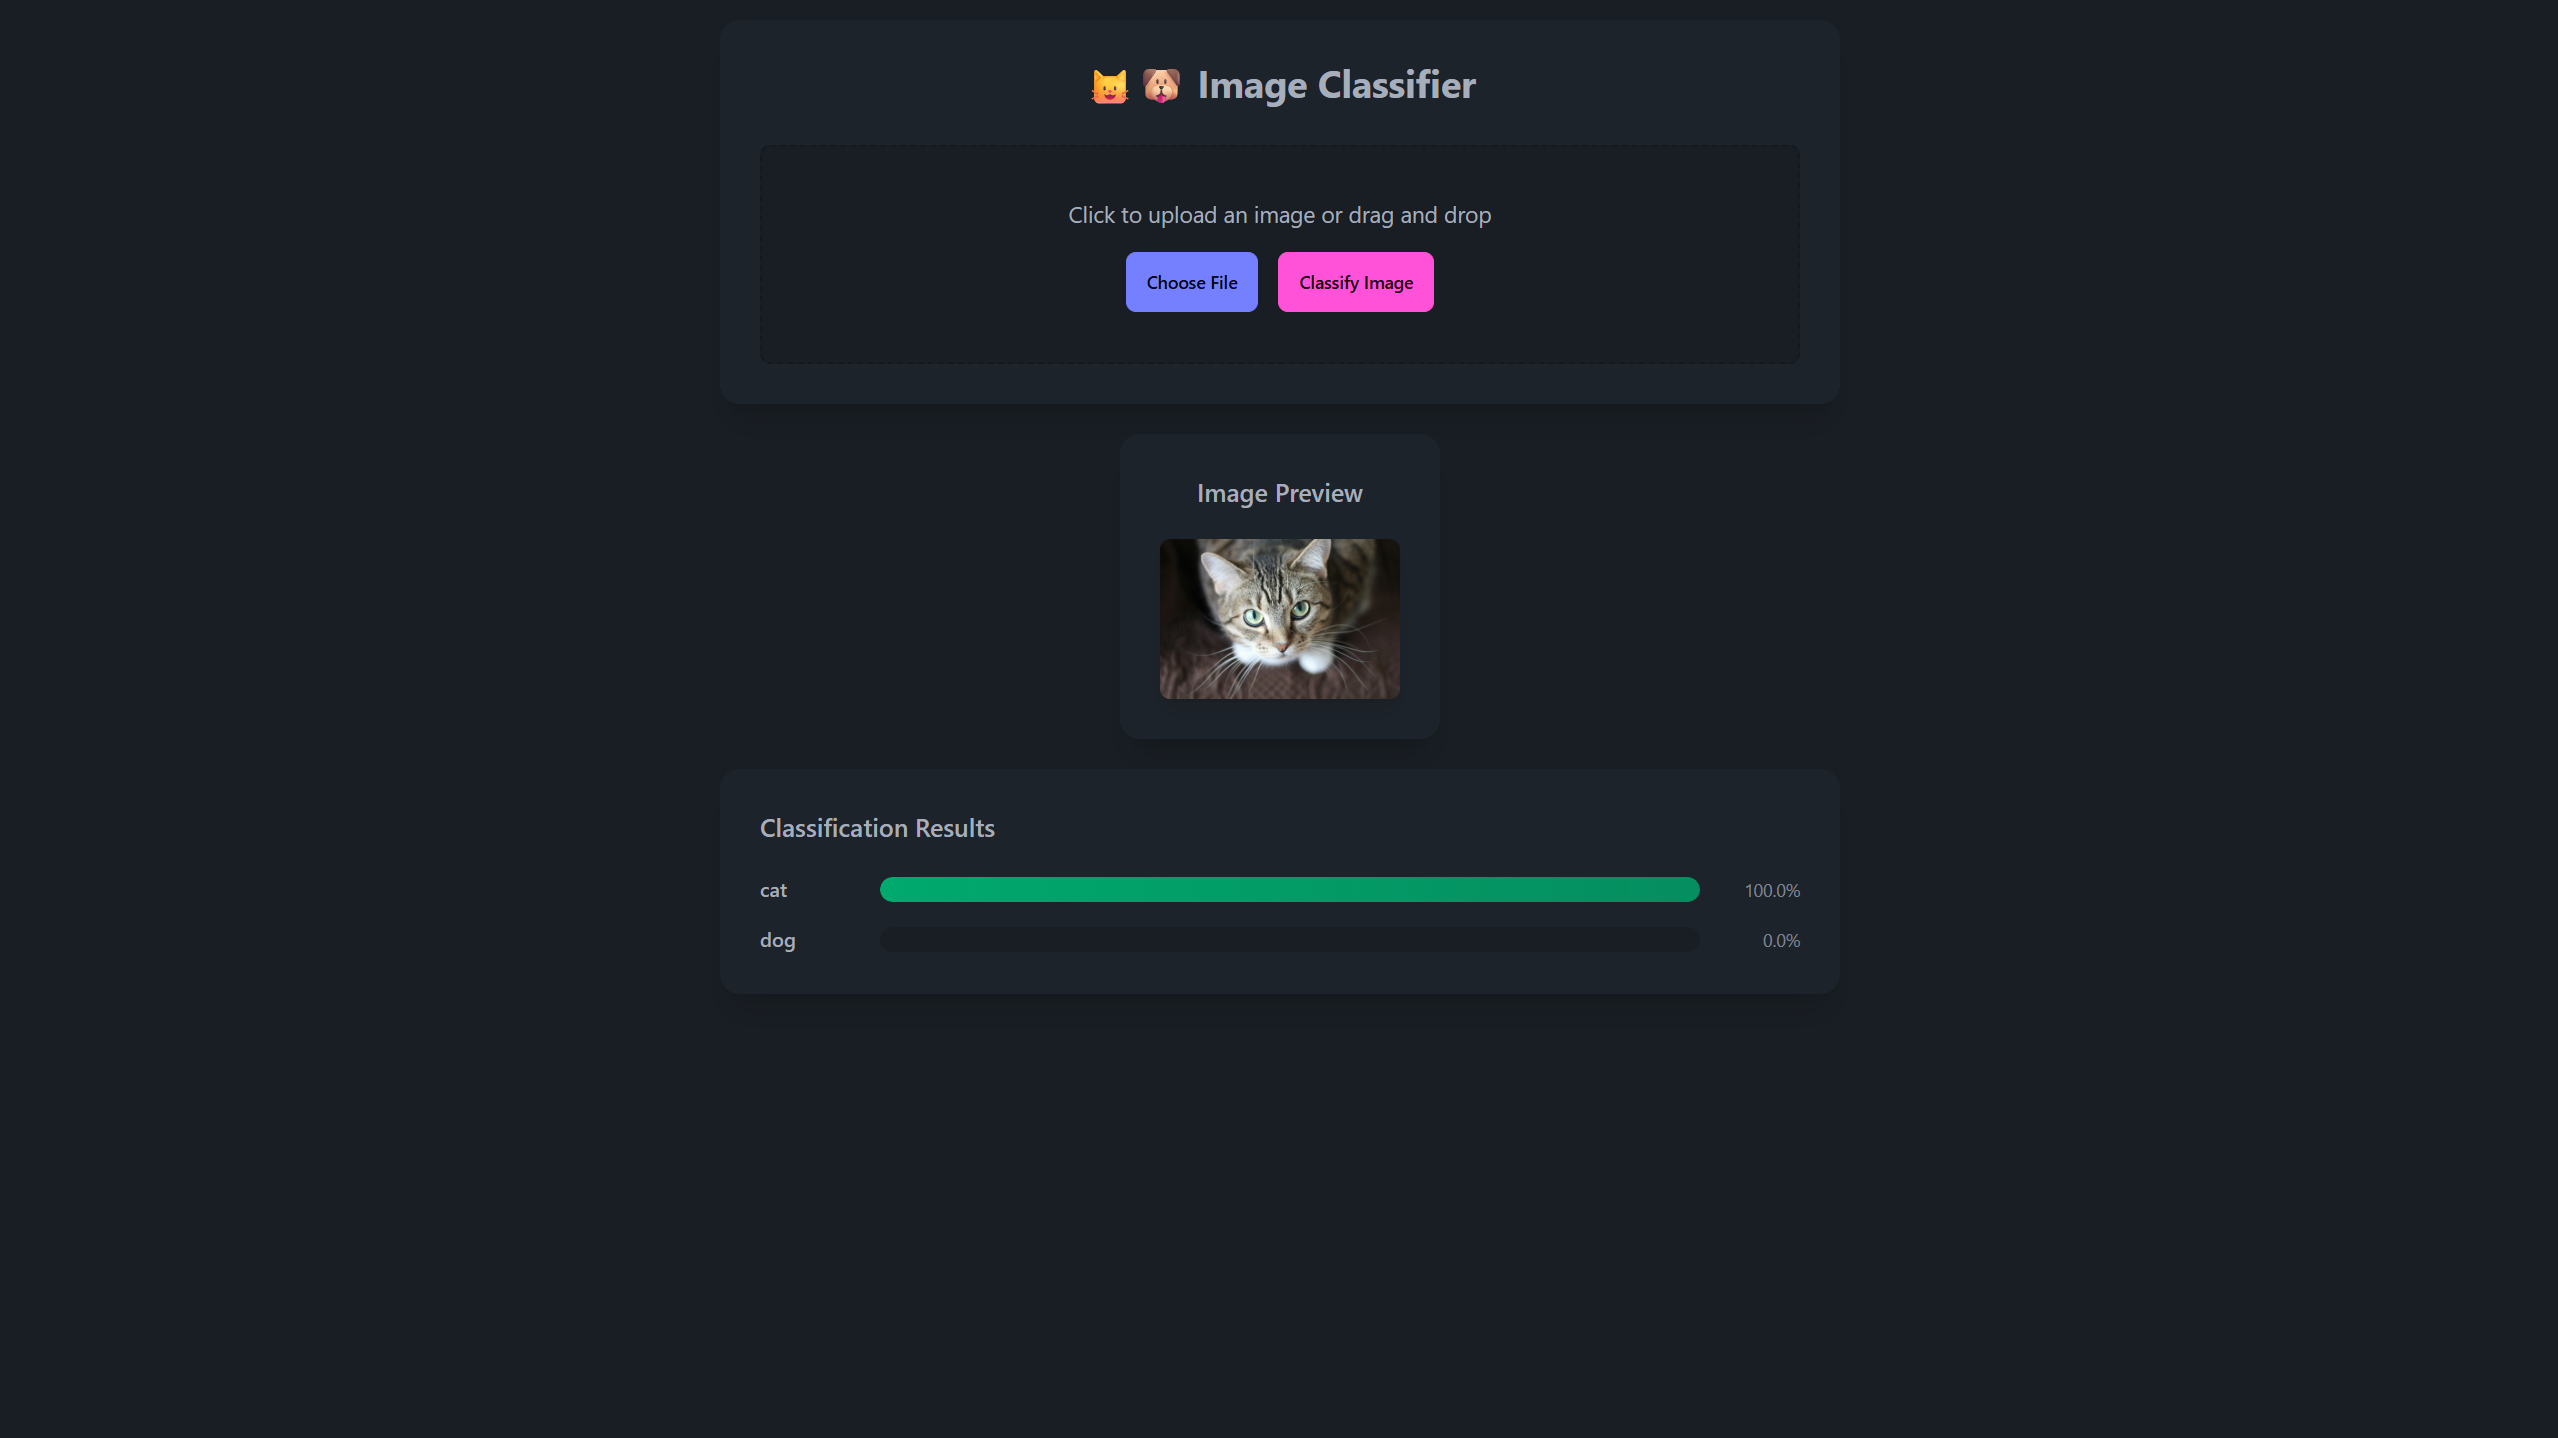 🐱 🐶 Image Classifier
Click to upload an image or drag and drop
Choose File Classify Image
Image Preview
Classification Results
cat 100.0%
dog 0.0%